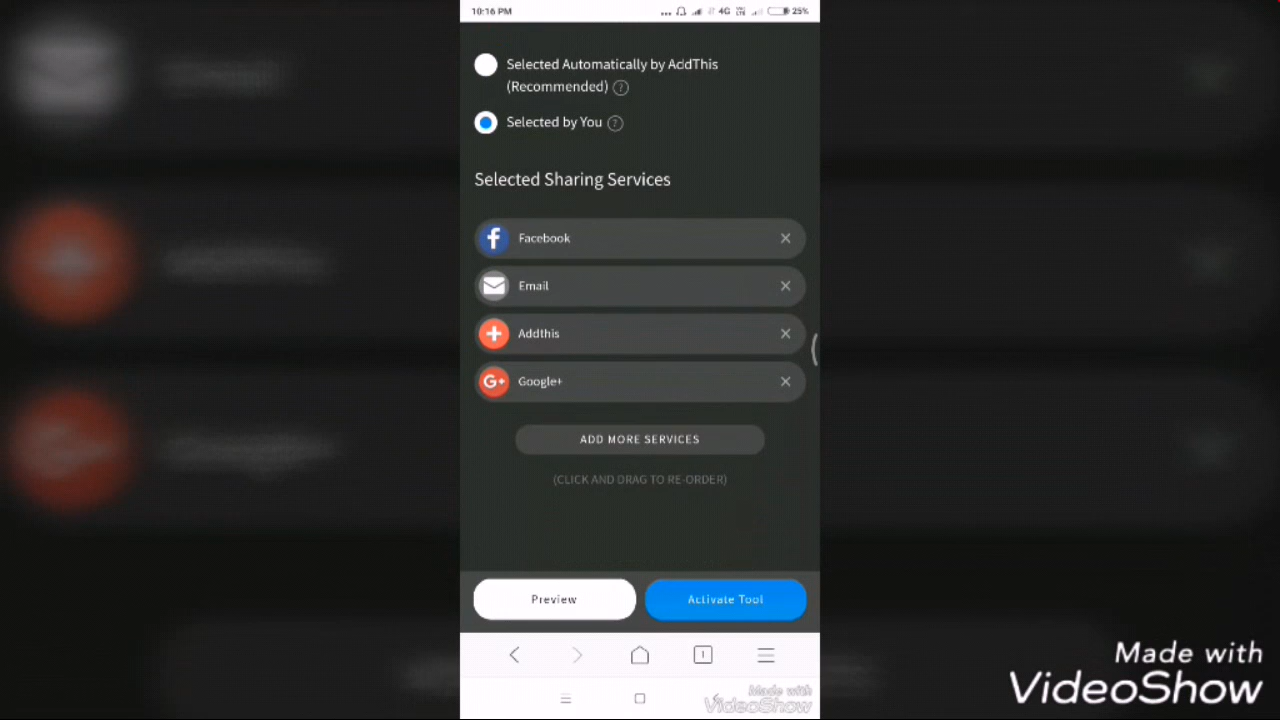 10:16 PM
4G
25%
Selected Automatically by AddThis
(Recommended) ?
Selected by You ?
Selected Sharing Services
Facebook
Email
Addthis
G+ Google+
ADD MORE SERVICES
(CLICK AND DRAG TO RE-ORDER)
Preview
Activate Tool
1
Made with
VideoShow
Made with
VideoShow